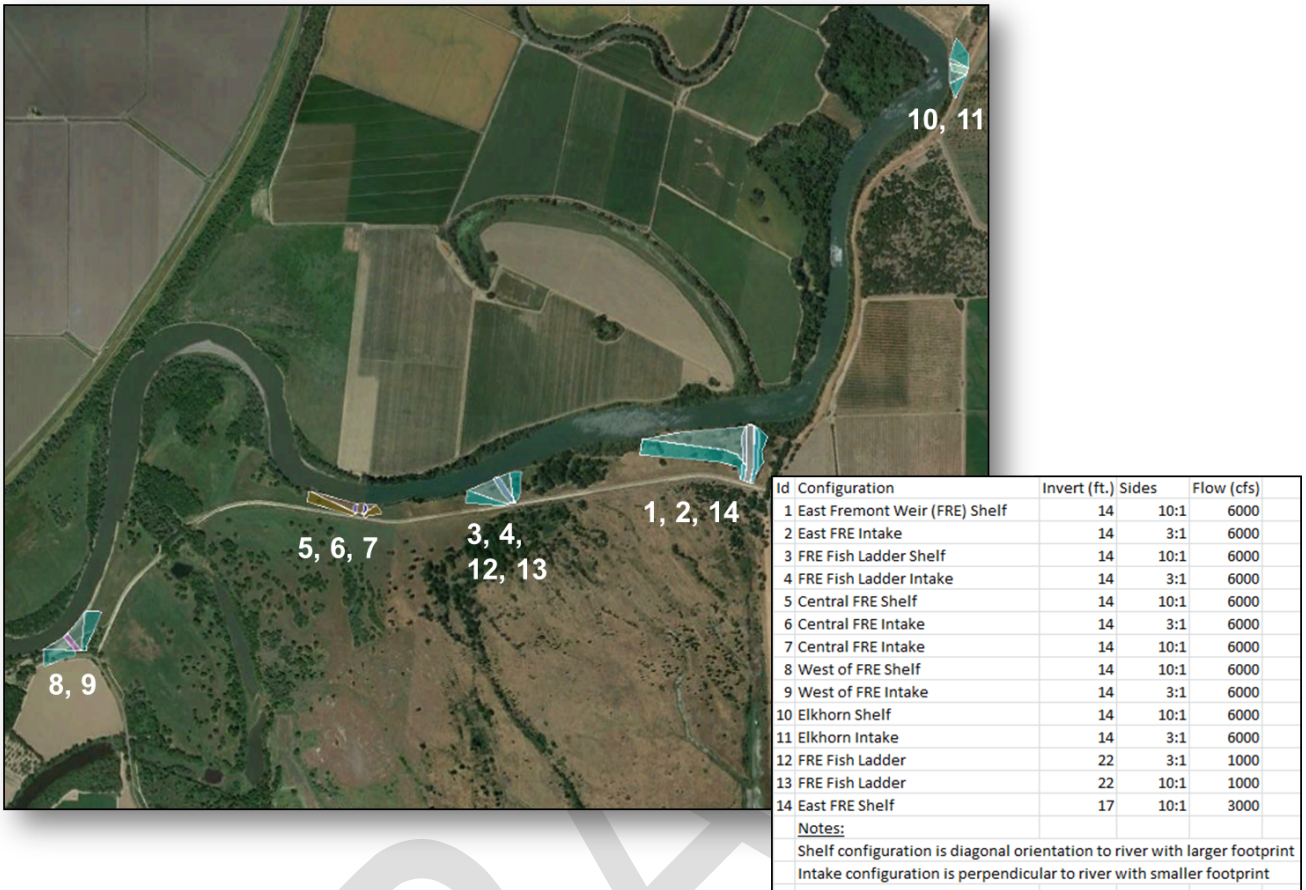 10, 11
1, 2, 14
3, 4,
12, 13
5, 6, 7
8, 9
Id Configuration Invert (ft.) Sides Flow (cfs)
1 East Fremont Weir (FRE) Shelf 14 10:1 6000
2 East FRE Intake 14 3:1 6000
3 FRE Fish Ladder Shelf 14 10:1 6000
4 FRE Fish Ladder Intake 14 3:1 6000
5 Central FRE Shelf 14 10:1 6000
6 Central FRE Intake 14 3:1 6000
7 Central FRE Intake 14 10:1 6000
8 West of FRE Shelf 14 10:1 6000
9 West of FRE Intake 14 3:1 6000
10 Elkhorn Shelf 14 10:1 6000
11 Elkhorn Intake 14 3:1 6000
12 FRE Fish Ladder 22 3:1 1000
13 FRE Fish Ladder 22 10:1 1000
14 East FRE Shelf 17 10:1 3000
Notes:
Shelf configuration is diagonal orientation to river with larger footprint
Intake configuration is perpendicular to river with smaller footprint